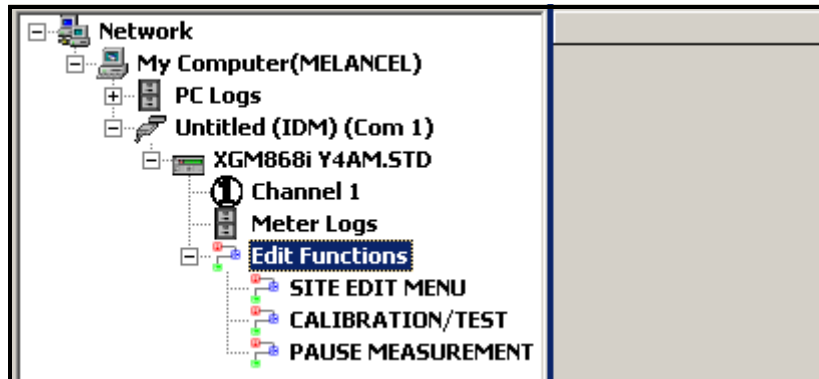 Network
My Computer(MELANCEL)
PC Logs
Untitled (IDM) (Com 1)
XGM868i Y4AM.STD
1 Channel 1
Meter Logs
Edit Functions
SITE EDIT MENU
CALIBRATION/TEST
PAUSE MEASUREMENT